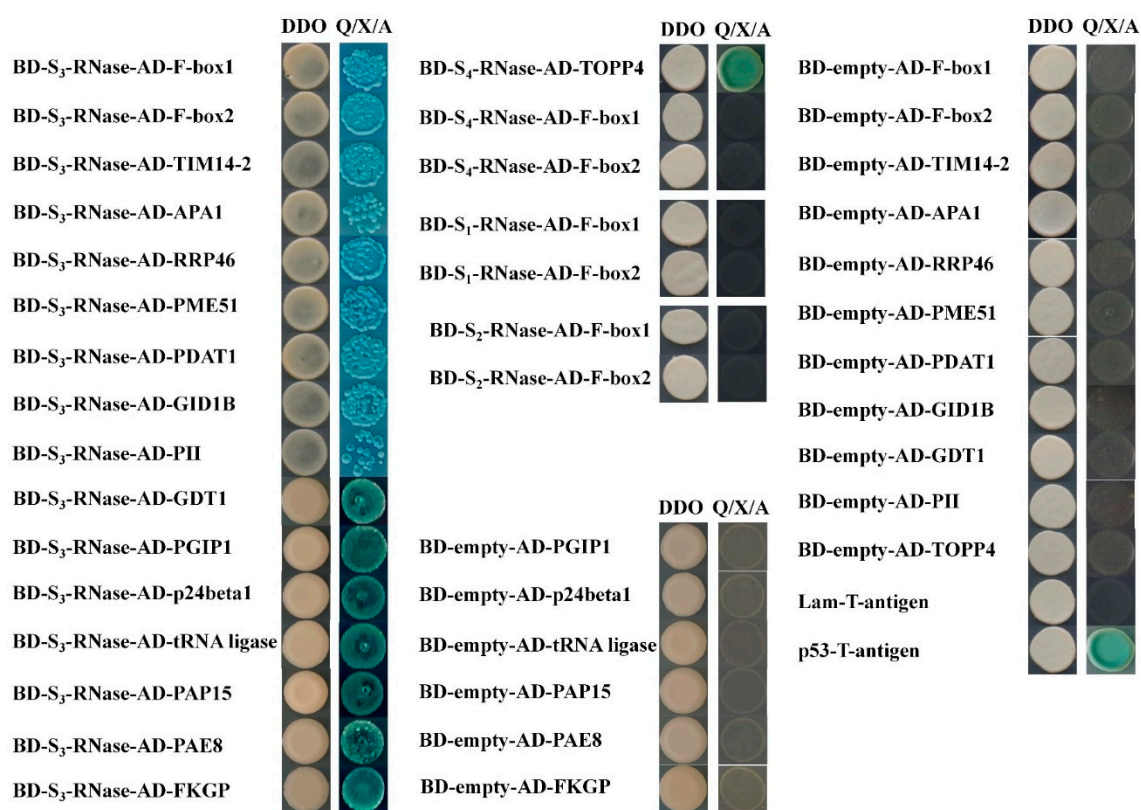 DDO Q/X/A
BD-S₃-RNase-AD-F-box1
BD-S₃-RNase-AD-F-box2
BD-S₃-RNase-AD-TIM14-2
BD-S₃-RNase-AD-APA1
BD-S₃-RNase-AD-RRP46
BD-S₃-RNase-AD-PME51
BD-S₃-RNase-AD-PDAT1
BD-S₃-RNase-AD-GID1B
BD-S₃-RNase-AD-PII
BD-S₃-RNase-AD-GDT1
BD-S₃-RNase-AD-PGIP1
BD-S₃-RNase-AD-p24beta1
BD-S₃-RNase-AD-tRNA ligase
BD-S₃-RNase-AD-PAP15
BD-S₃-RNase-AD-PAE8
BD-S₃-RNase-AD-FKGP
DDO Q/X/A
BD-S₄-RNase-AD-TOPP4
BD-S₄-RNase-AD-F-box1
BD-S₄-RNase-AD-F-box2
BD-S₁-RNase-AD-F-box1
BD-S₁-RNase-AD-F-box2
BD-S₂-RNase-AD-F-box1
BD-S₂-RNase-AD-F-box2
DDO Q/X/A
BD-empty-AD-PGIP1
BD-empty-AD-p24beta1
BD-empty-AD-tRNA ligase
BD-empty-AD-PAP15
BD-empty-AD-PAE8
BD-empty-AD-FKGP
DDO Q/X/A
BD-empty-AD-F-box1
BD-empty-AD-F-box2
BD-empty-AD-TIM14-2
BD-empty-AD-APA1
BD-empty-AD-RRP46
BD-empty-AD-PME51
BD-empty-AD-PDAT1
BD-empty-AD-GID1B
BD-empty-AD-GDT1
BD-empty-AD-PII
BD-empty-AD-TOPP4
Lam-T-antigen
p53-T-antigen